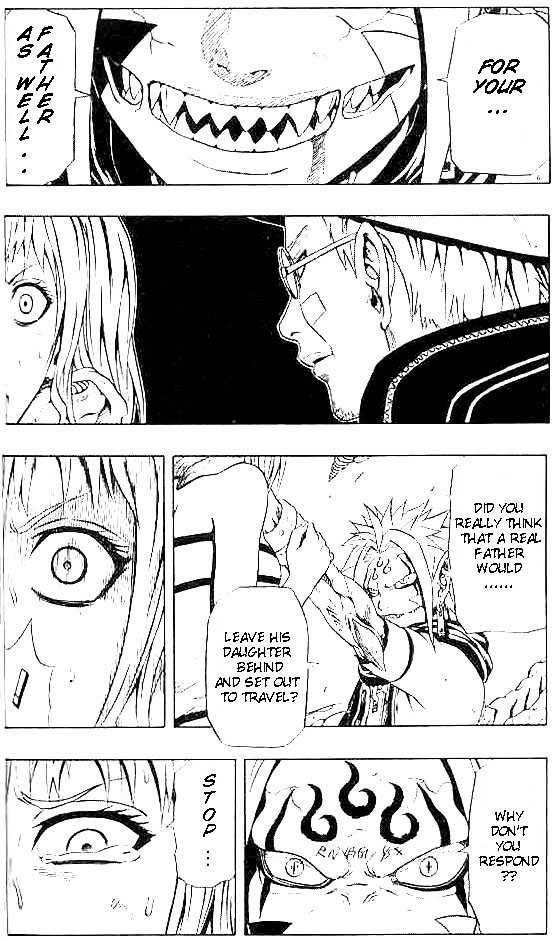 FOR
YOUR
...
FATHER
AS WELL..
DID YOU
REALLY THINK
THAT A REAL
FATHER
WOULD
......
LEAVE HIS
DAUGHTER
BEHIND
AND SET OUT
TO TRAVEL?
WHY
DON'T
YOU
RESPOND
??
STOP...